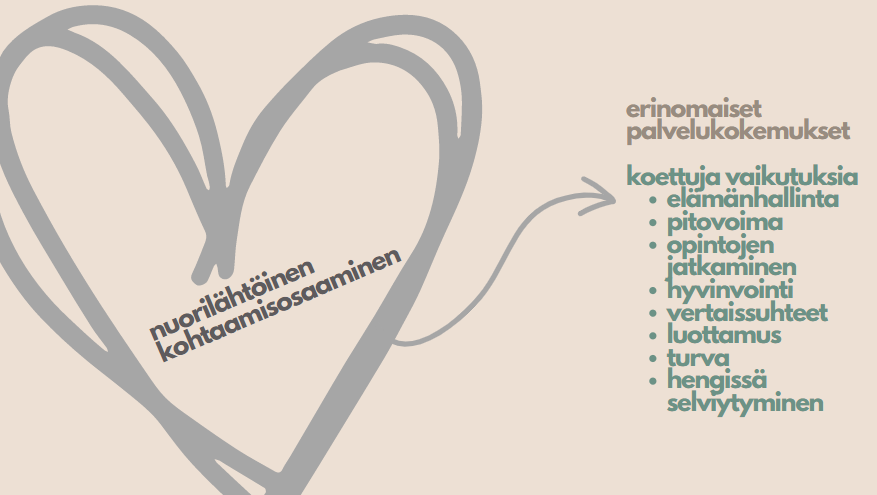 nuorilähtöinen
kohtaamisosaaminen
erinomaiset
palvelukokemukset
koettuja vaikutuksia
• elämänhallinta
• pitovoima
• opintojen
jatkaminen
• hyvinvointi
• vertaissuhteet
• luottamus
• turva
• hengissä
selviytyminen